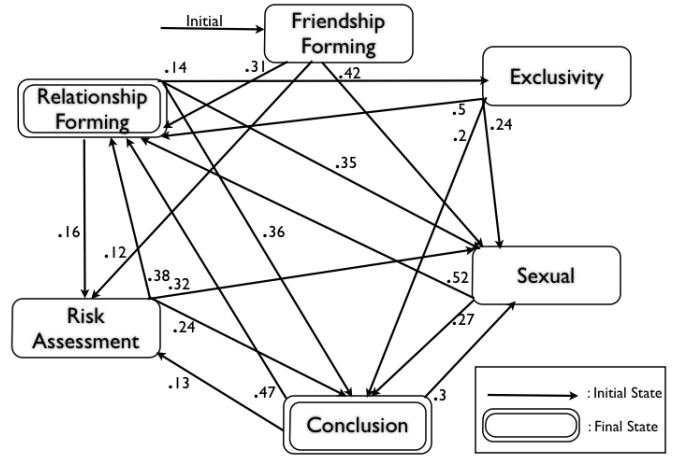 Initial
Friendship
Forming
.14
.31
.42
Exclusivity
Relationship
Forming
.5
.2
.24
.35
.16
.12
.36
.38
.32
.52
Sexual
Risk
Assessment
.24
.27
.13
.47
.3
Conclusion
: Initial State
: Final State